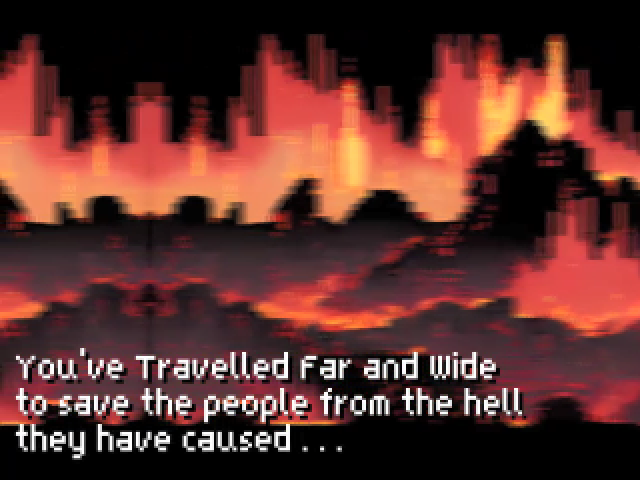 You've Travelled Far and Wide
to save the people from the hell
they have caused...